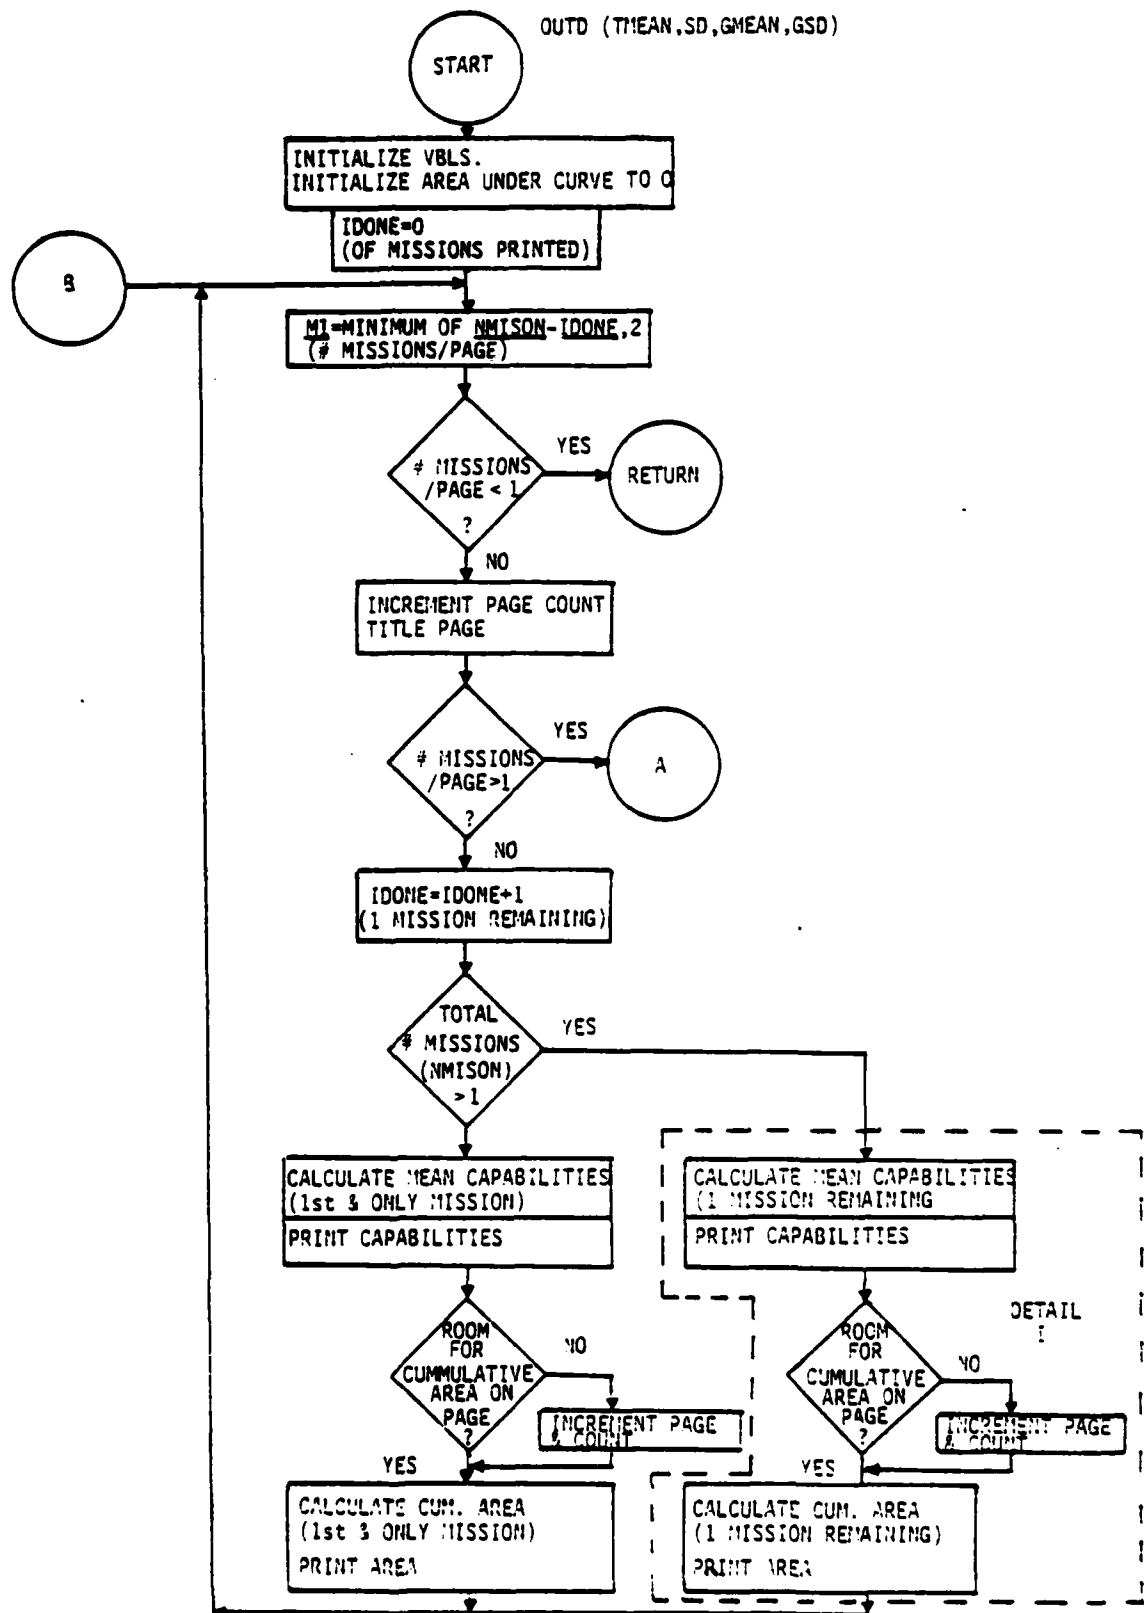 OUTD (TMEAN,SD,GMEAN,GSD)
START
INITIALIZE VBLS.
INITIALIZE AREA UNDER CURVE TO 0
IDONE=0
(OF MISSIONS PRINTED)
B
M1=MINIMUM OF NMISON-IDONE,2
(# MISSIONS/PAGE)
# MISSIONS
/PAGE < 1
?
YES
RETURN
NO
INCREMENT PAGE COUNT
TITLE PAGE
# MISSIONS
/PAGE>1
?
YES
A
NO
IDONE=IDONE+1
(1 MISSION REMAINING)
TOTAL
# MISSIONS
(NMISON)
>1
YES
CALCULATE MEAN CAPABILITIES
(1st & ONLY MISSION)
PRINT CAPABILITIES
CALCULATE MEAN CAPABILITIES
(1 MISSION REMAINING
PRINT CAPABILITIES
DETAIL
I
ROOM
FOR
CUMMULATIVE
AREA ON
PAGE
?
NO
INCREMENT PAGE
& COUNT
YES
ROOM
FOR
CUMULATIVE
AREA ON
PAGE
?
NO
INCREMENT PAGE
& COUNT
YES
CALCULATE CUM. AREA
(1st & ONLY MISSION)
PRINT AREA
CALCULATE CUM. AREA
(1 MISSION REMAINING)
PRINT AREA